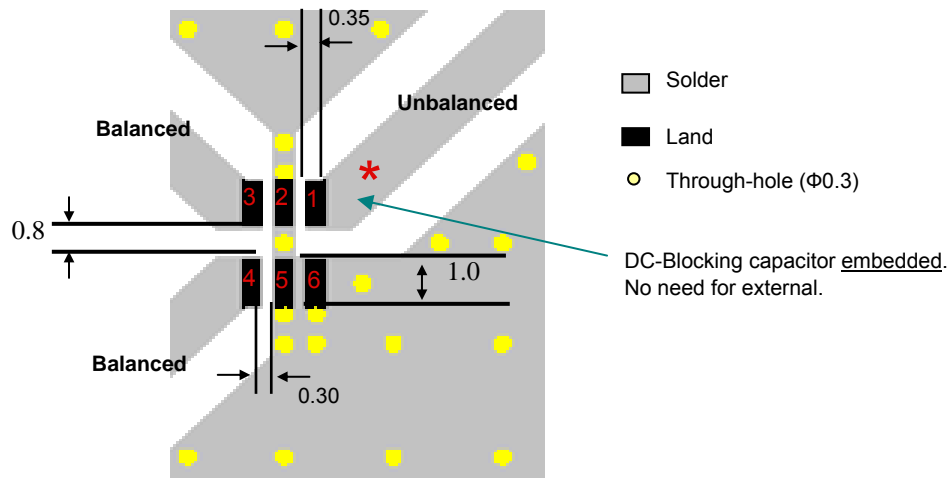 0.35
Unbalanced
Balanced
Solder
Land
Through-hole (Φ0.3)
*
3 2 1
0.8
4 5 6
1.0
DC-Blocking capacitor embedded.
No need for external.
Balanced
0.30